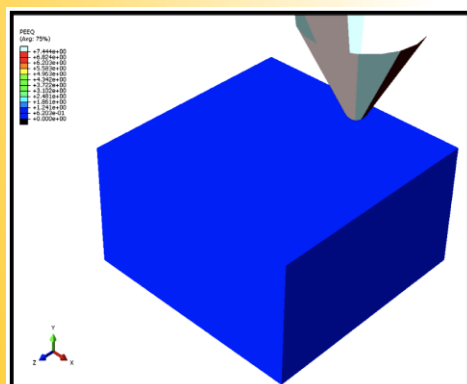 PEEQ
(Avg: 75%)
+7.444e+00
+6.824e+00
+6.203e+00
+5.583e+00
+4.963e+00
+4.342e+00
+3.722e+00
+3.102e+00
+2.481e+00
+1.861e+00
+1.241e+00
+6.203e-01
+0.000e+00
Y
Z
X